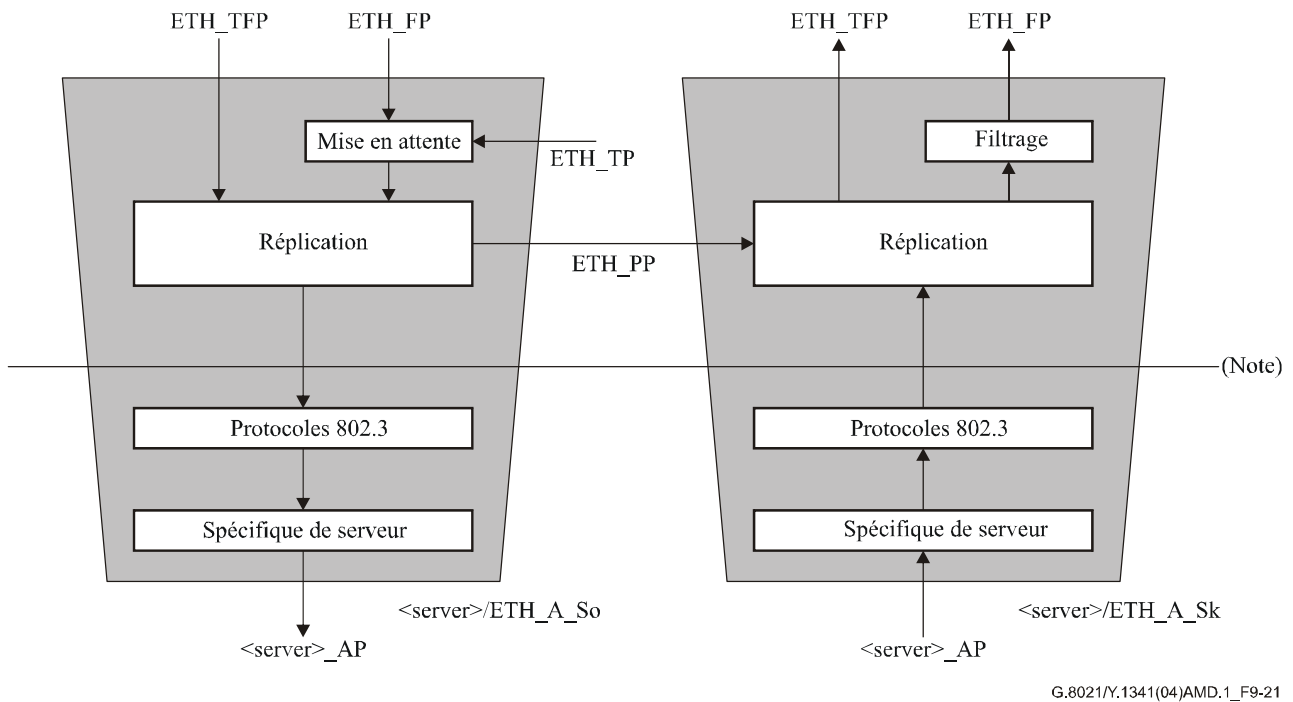 ETH_TFP
ETH_FP
ETH_TFP
ETH_FP
Mise en attente
ETH_TP
Filtrage
Réplication
ETH_PP
Réplication
(Note)
Protocoles 802.3
Protocoles 802.3
Spécifique de serveur
Spécifique de serveur
<server>/ETH_A_So
<server>/ETH_A_Sk
<server>_AP
<server>_AP
G.8021/Y.1341(04)AMD.1_F9-21